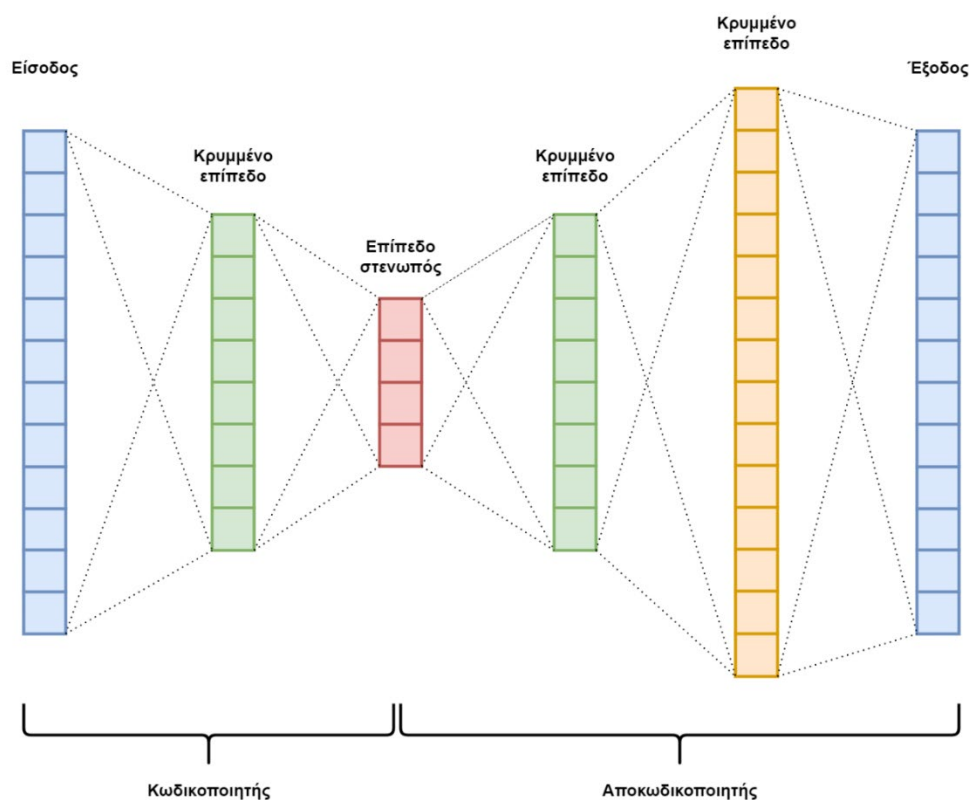 Κρυμμένο
επίπεδο
Είσοδος
Έξοδος
Κρυμμένο
επίπεδο
Κρυμμένο
επίπεδο
Επίπεδο
στενωπός
Κωδικοποιητής
Αποκωδικοποιητής